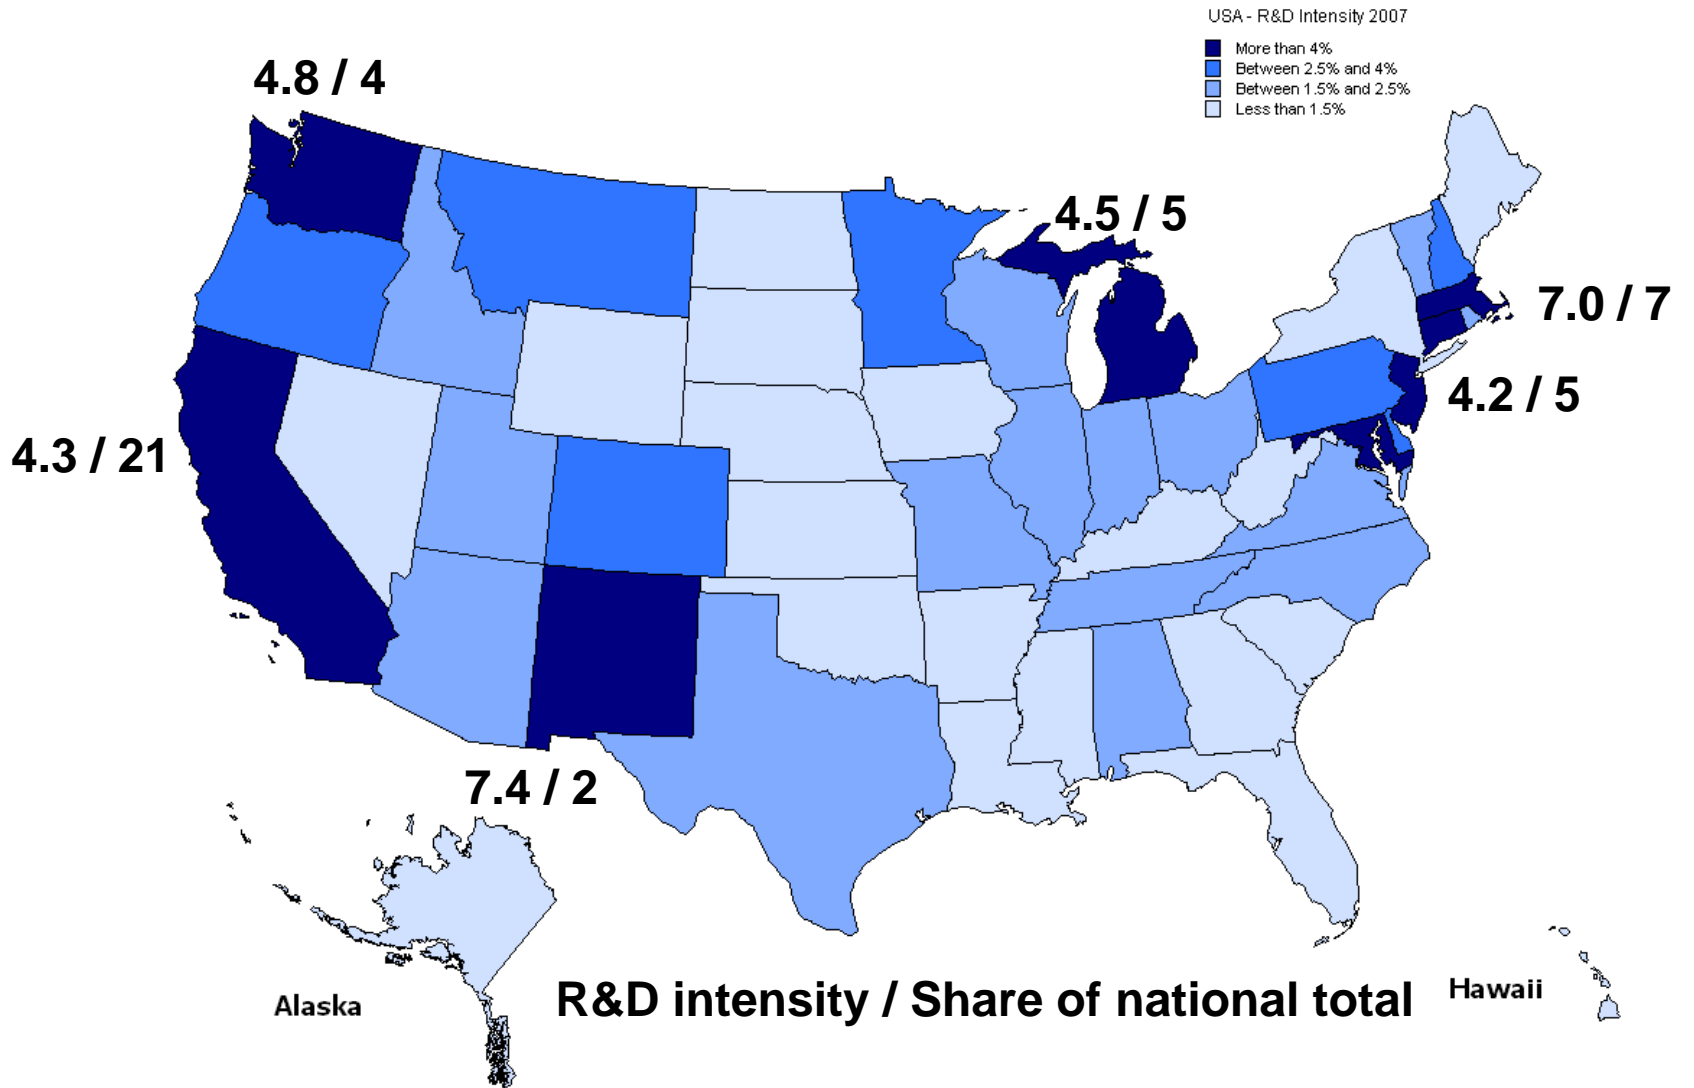 USA - R&D Intensity 2007
More than 4%
Between 2.5% and 4%
Between 1.5% and 2.5%
Less than 1.5%
4.8 / 4
4.5 / 5
7.0 / 7
4.2 / 5
4.3 / 21
7.4 / 2
Alaska
R&D intensity / Share of national total
Hawaii